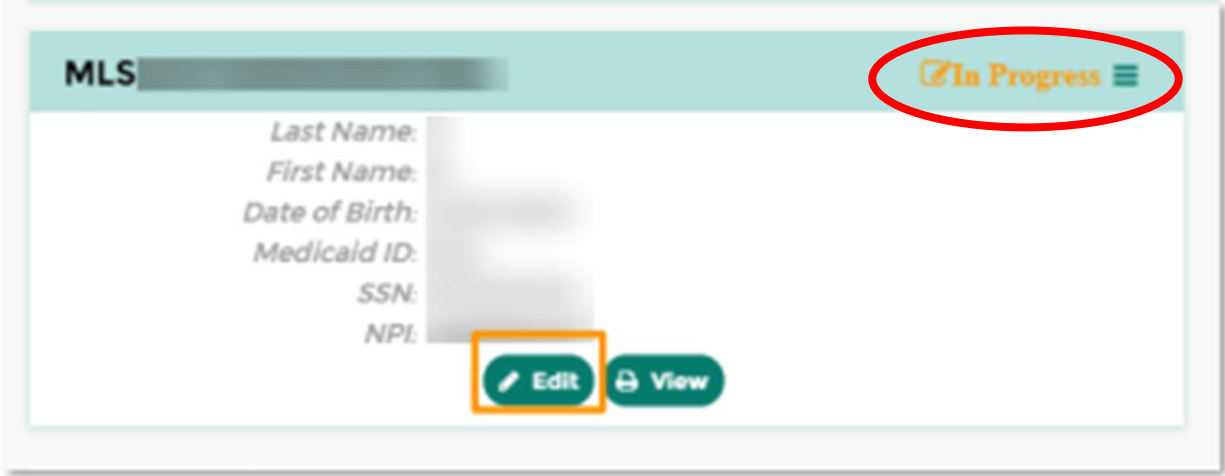 MLS
In Progress
Last Name:
First Name:
Date of Birth:
Medicaid ID:
SSN:
NPI:
Edit View